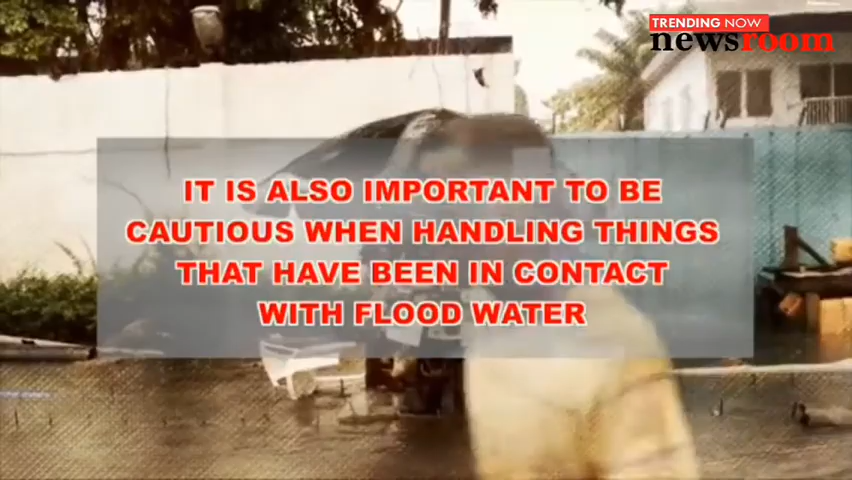 TRENDING NOW
newsroom
IT IS ALSO IMPORTANT TO BE
CAUTIOUS WHEN HANDLING THINGS
THAT HAVE BEEN IN CONTACT
WITH FLOOD WATER